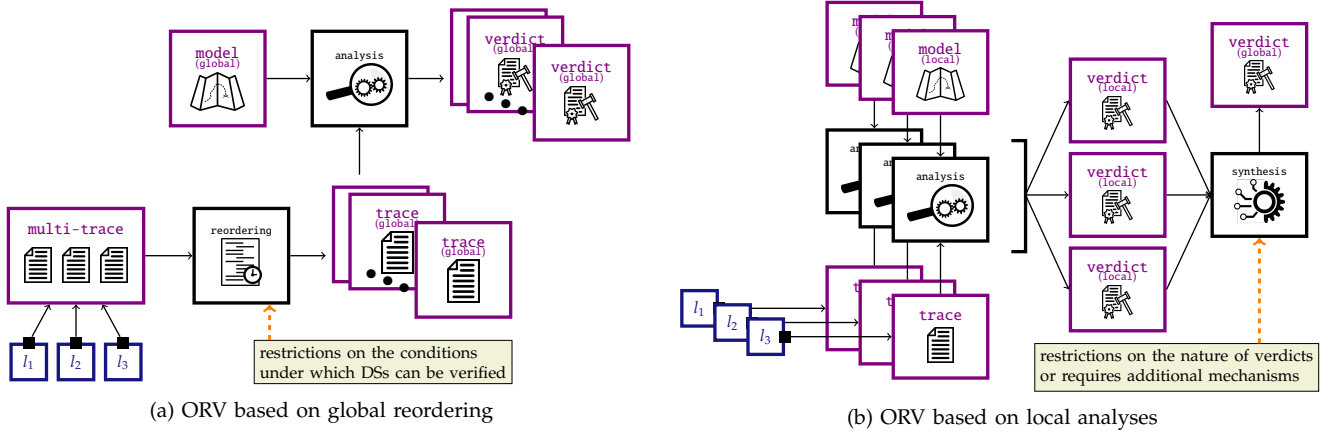 model
(global)
analysis
verdict
(global)
verdict
(global)
multi-trace
reordering
trace
(global)
trace
(global)
l1
l2
l3
restrictions on the conditions
under which DSs can be verified
(a) ORV based on global reordering
model
(local)
analysis
trace
l1
l2
l3
verdict
(local)
verdict
(local)
verdict
(local)
verdict
(global)
synthesis
restrictions on the nature of verdicts
or requires additional mechanisms
(b) ORV based on local analyses